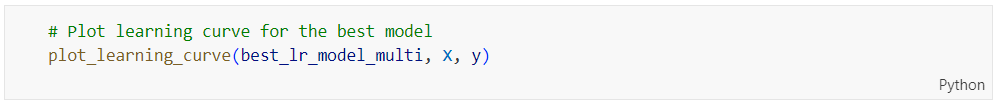 # Plot learning curve for the best model
plot_learning_curve(best_lr_model_multi, X, y)
Python